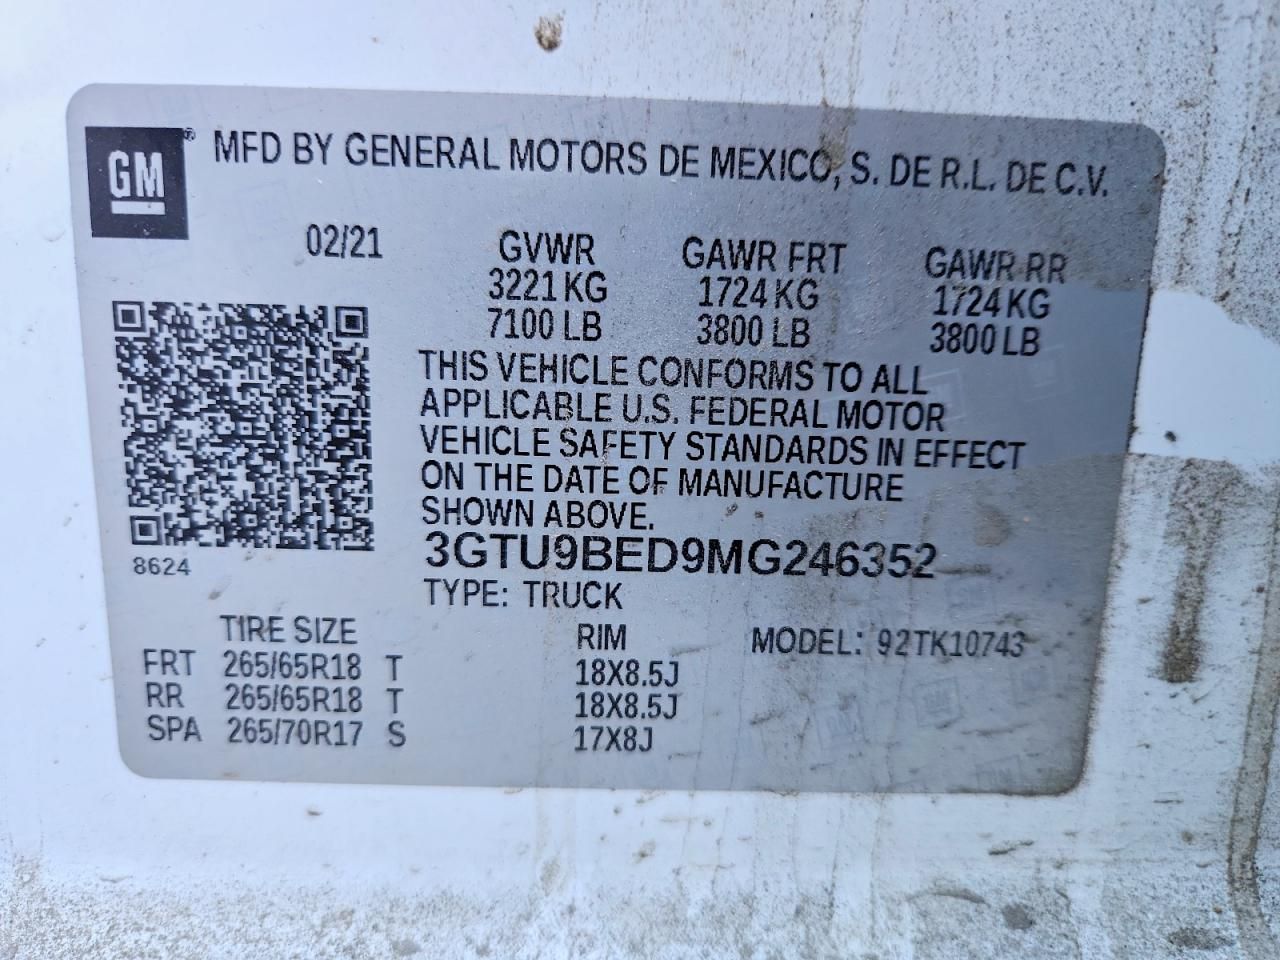 GM®
MFD BY GENERAL MOTORS DE MEXICO, S. DE R.L. DE C.V.
02/21 GVWR GAWR FRT GAWR RR
3221 KG 1724 KG 1724 KG
7100 LB 3800 LB 3800 LB
THIS VEHICLE CONFORMS TO ALL
APPLICABLE U.S. FEDERAL MOTOR
VEHICLE SAFETY STANDARDS IN EFFECT
ON THE DATE OF MANUFACTURE
SHOWN ABOVE.
3GTU9BED9MG246352
8624
TYPE: TRUCK
TIRE SIZE RIM MODEL: 92TK10743
FRT 265/65R18 T 18X8.5J
RR 265/65R18 T 18X8.5J
SPA 265/70R17 S 17X8J